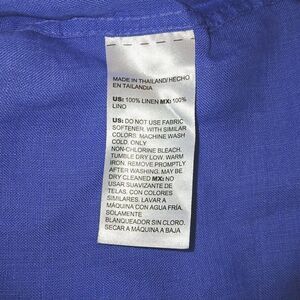 MADE IN THAILAND/HECHO
EN TAILANDIA
US: 100% LINEN MX: 100%
LINO
US: DO NOT USE FABRIC
SOFTENER. WITH SIMILAR
COLORS. MACHINE WASH
COLD. ONLY
NON-CHLORINE BLEACH.
TUMBLE DRY LOW. WARM
IRON. REMOVE PROMPTLY
AFTER WASHING. MAY BE
DRY CLEANED MX: NO
USAR SUAVIZANTE DE
TELAS. CON COLORES
SIMILARES. LAVAR A
MÁQUINA CON AGUA FRÍA.
SOLAMENTE
BLANQUEADOR SIN CLORO.
SECAR A MÁQUINA A BAJA